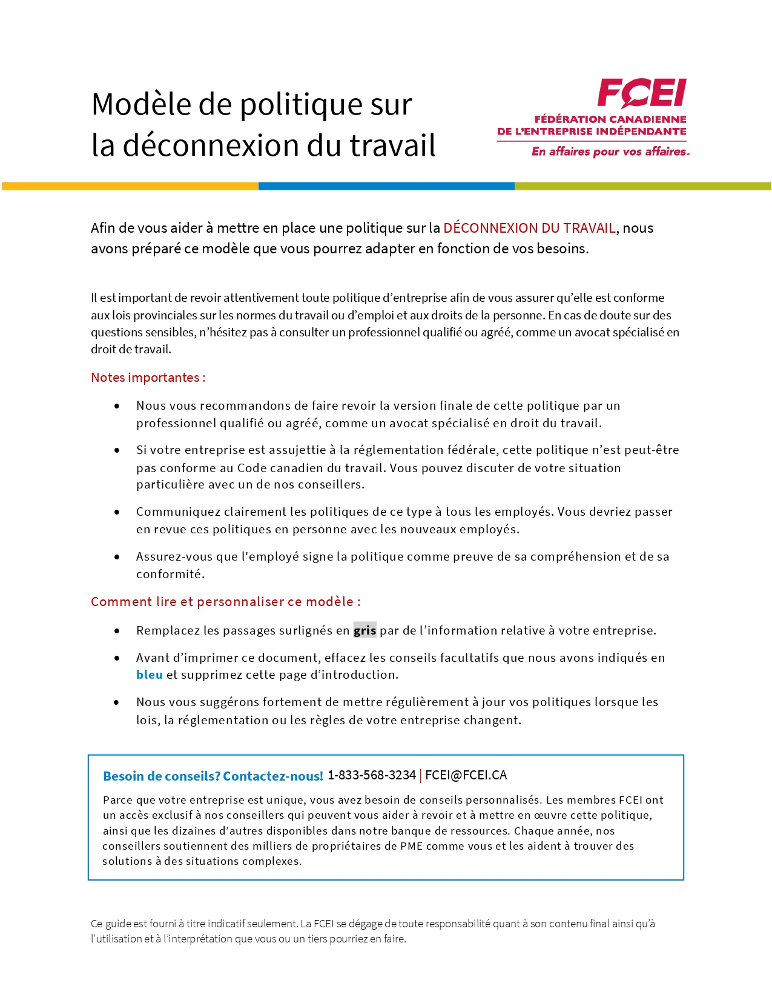 Modèle de politique sur
la déconnexion du travail
FCEI
FÉDÉRATION CANADIENNE
DE L'ENTREPRISE INDÉPENDANTE
En affaires pour vos affaires.MC
Afin de vous aider à mettre en place une politique sur la DÉCONNEXION DU TRAVAIL, nous
avons préparé ce modèle que vous pourrez adapter en fonction de vos besoins.
Il est important de revoir attentivement toute politique d’entreprise afin de vous assurer qu’elle est conforme
aux lois provinciales sur les normes du travail ou d’emploi et aux droits de la personne. En cas de doute sur des
questions sensibles, n’hésitez pas à consulter un professionnel qualifié ou agréé, comme un avocat spécialisé en
droit de travail.
Notes importantes :
• Nous vous recommandons de faire revoir la version finale de cette politique par un
professionnel qualifié ou agréé, comme un avocat spécialisé en droit du travail.
• Si votre entreprise est assujettie à la réglementation fédérale, cette politique n’est peut-être
pas conforme au Code canadien du travail. Vous pouvez discuter de votre situation
particulière avec un de nos conseillers.
• Communiquez clairement les politiques de ce type à tous les employés. Vous devriez passer
en revue ces politiques en personne avec les nouveaux employés.
• Assurez-vous que l'employé signe la politique comme preuve de sa compréhension et de sa
conformité.
Comment lire et personnaliser ce modèle :
• Remplacez les passages surlignés en gris par de l’information relative à votre entreprise.
• Avant d’imprimer ce document, effacez les conseils facultatifs que nous avons indiqués en
bleu et supprimez cette page d’introduction.
• Nous vous suggérons fortement de mettre régulièrement à jour vos politiques lorsque les
lois, la réglementation ou les règles de votre entreprise changent.
Besoin de conseils? Contactez-nous! 1-833-568-3234 | FCEI@FCEI.CA
Parce que votre entreprise est unique, vous avez besoin de conseils personnalisés. Les membres FCEI ont
un accès exclusif à nos conseillers qui peuvent vous aider à revoir et à mettre en œuvre cette politique,
ainsi que les dizaines d’autres disponibles dans notre banque de ressources. Chaque année, nos
conseillers soutiennent des milliers de propriétaires de PME comme vous et les aident à trouver des
solutions à des situations complexes.
Ce guide est fourni à titre indicatif seulement. La FCEI se dégage de toute responsabilité quant à son contenu final ainsi qu’à
l’utilisation et à l’interprétation que vous ou un tiers pourriez en faire.